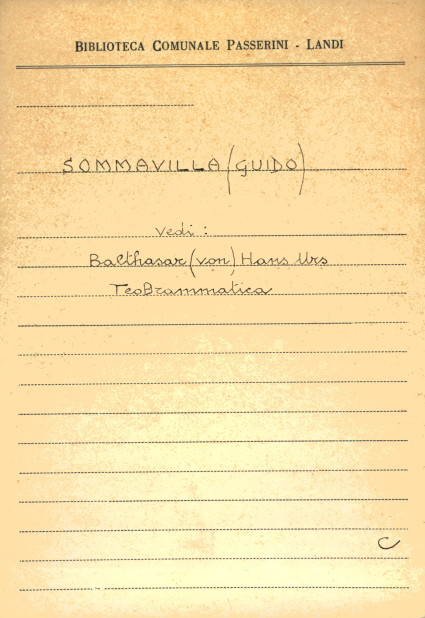 BIBLIOTECA COMUNALE PASSERINI - LANDI
SOMMAVILLA (GUIDO)
Vedi :
Balthasar (von) Hans Urs
TeoDrammatica
C